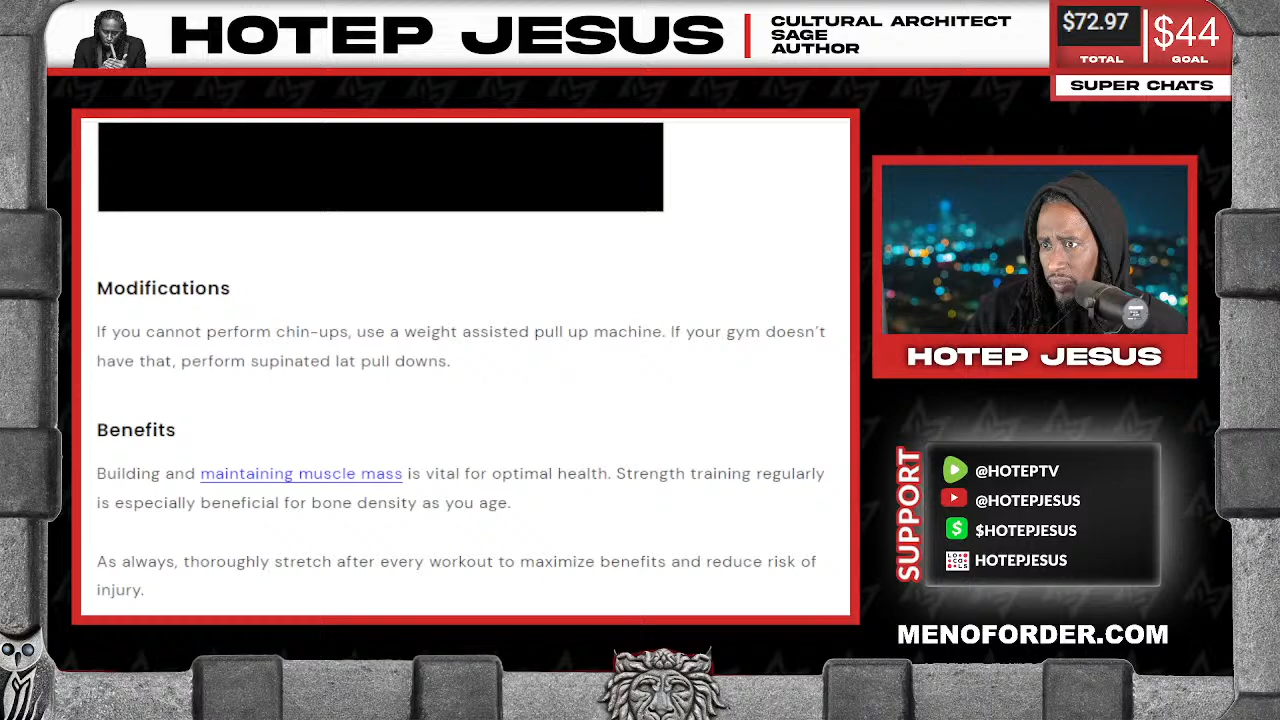 HOTEP JESUS
CULTURAL ARCHITECT
SAGE
AUTHOR
$72.97
TOTAL
$44
GOAL
SUPER CHATS
Modifications
If you cannot perform chin-ups, use a weight assisted pull up machine. If your gym doesn't
have that, perform supinated lat pull downs.
Benefits
Building and maintaining muscle mass is vital for optimal health. Strength training regularly
is especially beneficial for bone density as you age.
As always, thoroughly stretch after every workout to maximize benefits and reduce risk of
injury.
HOTEP JESUS
SUPPORT
@HOTEPTV
@HOTEPJESUS
$HOTEPJESUS
LO
CA
LS
HOTEPJESUS
MENOFORDER.COM